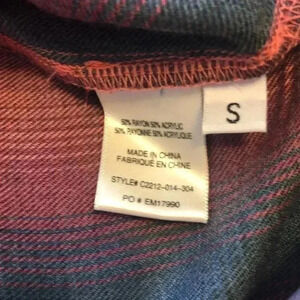 50% RAYON 50% ACRYLIC
50% RAYONNE 50% ACRYLIQUE
MADE IN CHINA
FABRIQUÉ EN CHINE
STYLE# C2212-014-304
PO # EM17990
S